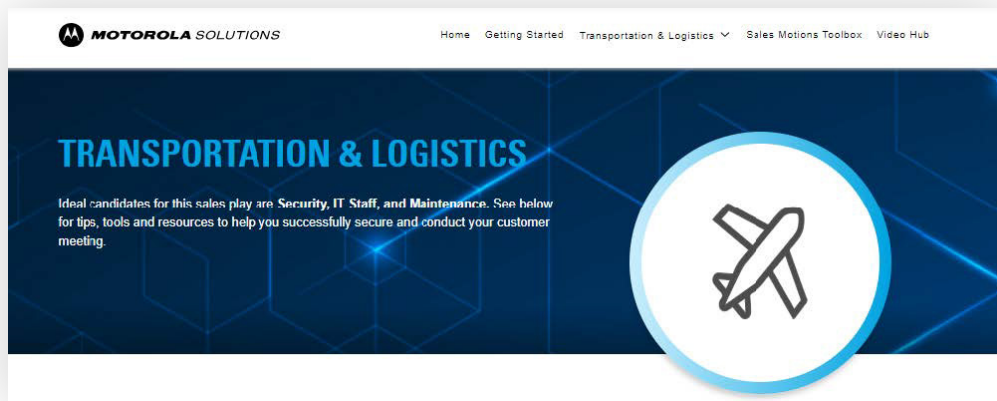 MOTOROLA SOLUTIONS
Home Getting Started Transportation & Logistics Sales Motions Toolbox Video Hub
TRANSPORTATION & LOGISTICS
Ideal candidates for this sales play are Security, IT Staff, and Maintenance. See below
for tips, tools and resources to help you successfully secure and conduct your customer
meeting.